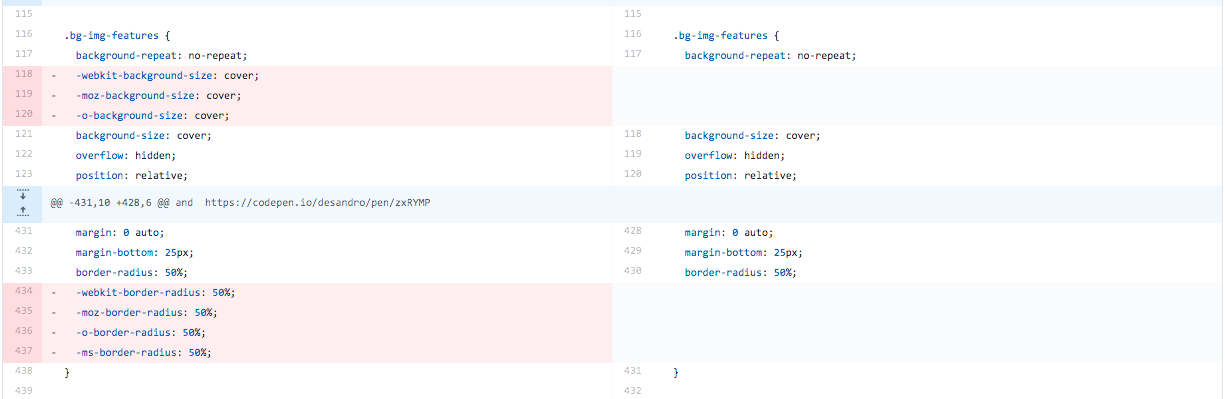 115 115
116 .bg-img-features { 116 .bg-img-features {
117 background-repeat: no-repeat; 117 background-repeat: no-repeat;
118 - -webkit-background-size: cover;
119 - -moz-background-size: cover;
120 - -o-background-size: cover;
121 background-size: cover; 118 background-size: cover;
122 overflow: hidden; 119 overflow: hidden;
123 position: relative; 120 position: relative;
@@ -431,10 +428,6 @@ and https://codepen.io/desandro/pen/zxRYMP
431 margin: 0 auto; 428 margin: 0 auto;
432 margin-bottom: 25px; 429 margin-bottom: 25px;
433 border-radius: 50%; 430 border-radius: 50%;
434 - -webkit-border-radius: 50%;
435 - -moz-border-radius: 50%;
436 - -o-border-radius: 50%;
437 - -ms-border-radius: 50%;
438 } 431 }
439 432